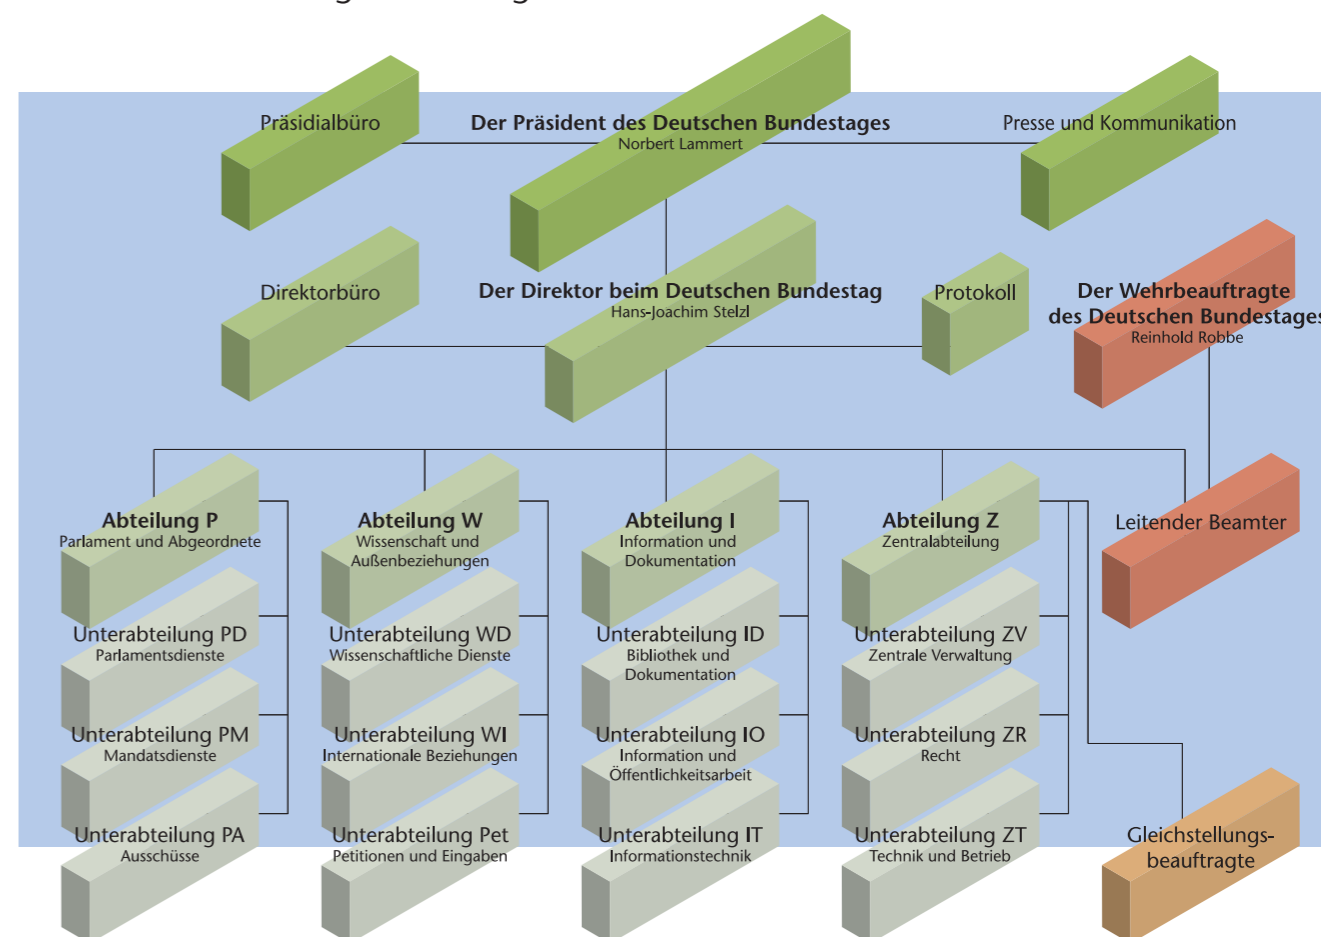 Präsidialbüro
Der Präsident des Deutschen Bundestages
Norbert Lammert
Presse und Kommunikation
Direktorbüro
Der Direktor beim Deutschen Bundestag
Hans-Joachim Stelzl
Protokoll
Der Wehrbeauftragte
des Deutschen Bundestages
Reinhold Robbe
Abteilung P
Parlament und Abgeordnete
Abteilung W
Wissenschaft und
Außenbeziehungen
Abteilung I
Information und
Dokumentation
Abteilung Z
Zentralabteilung
Leitender Beamter
Unterabteilung PD
Parlamentsdienste
Unterabteilung WD
Wissenschaftliche Dienste
Unterabteilung ID
Bibliothek und
Dokumentation
Unterabteilung ZV
Zentrale Verwaltung
Unterabteilung PM
Mandatsdienste
Unterabteilung WI
Internationale Beziehungen
Unterabteilung IO
Information und
Öffentlichkeitsarbeit
Unterabteilung ZR
Recht
Unterabteilung PA
Ausschüsse
Unterabteilung Pet
Petitionen und Eingaben
Unterabteilung IT
Informationstechnik
Unterabteilung ZT
Technik und Betrieb
Gleichstellungs-
beauftragte